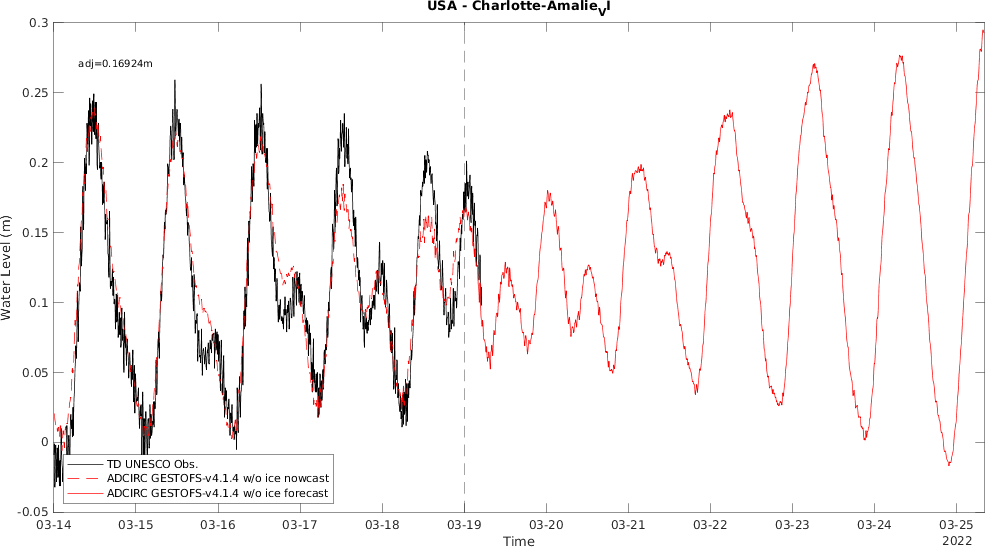 USA - Charlotte-Amalie_VI
adj=0.16924m
0.3
0.25
0.2
0.15
0.1
0.05
0
-0.05
Water Level (m)
TD UNESCO Obs.
ADCIRC GESTOFS-v4.1.4 w/o ice nowcast
ADCIRC GESTOFS-v4.1.4 w/o ice forecast
03-14 03-15 03-16 03-17 03-18 03-19 03-20 03-21 03-22 03-23 03-24 03-25
2022
Time